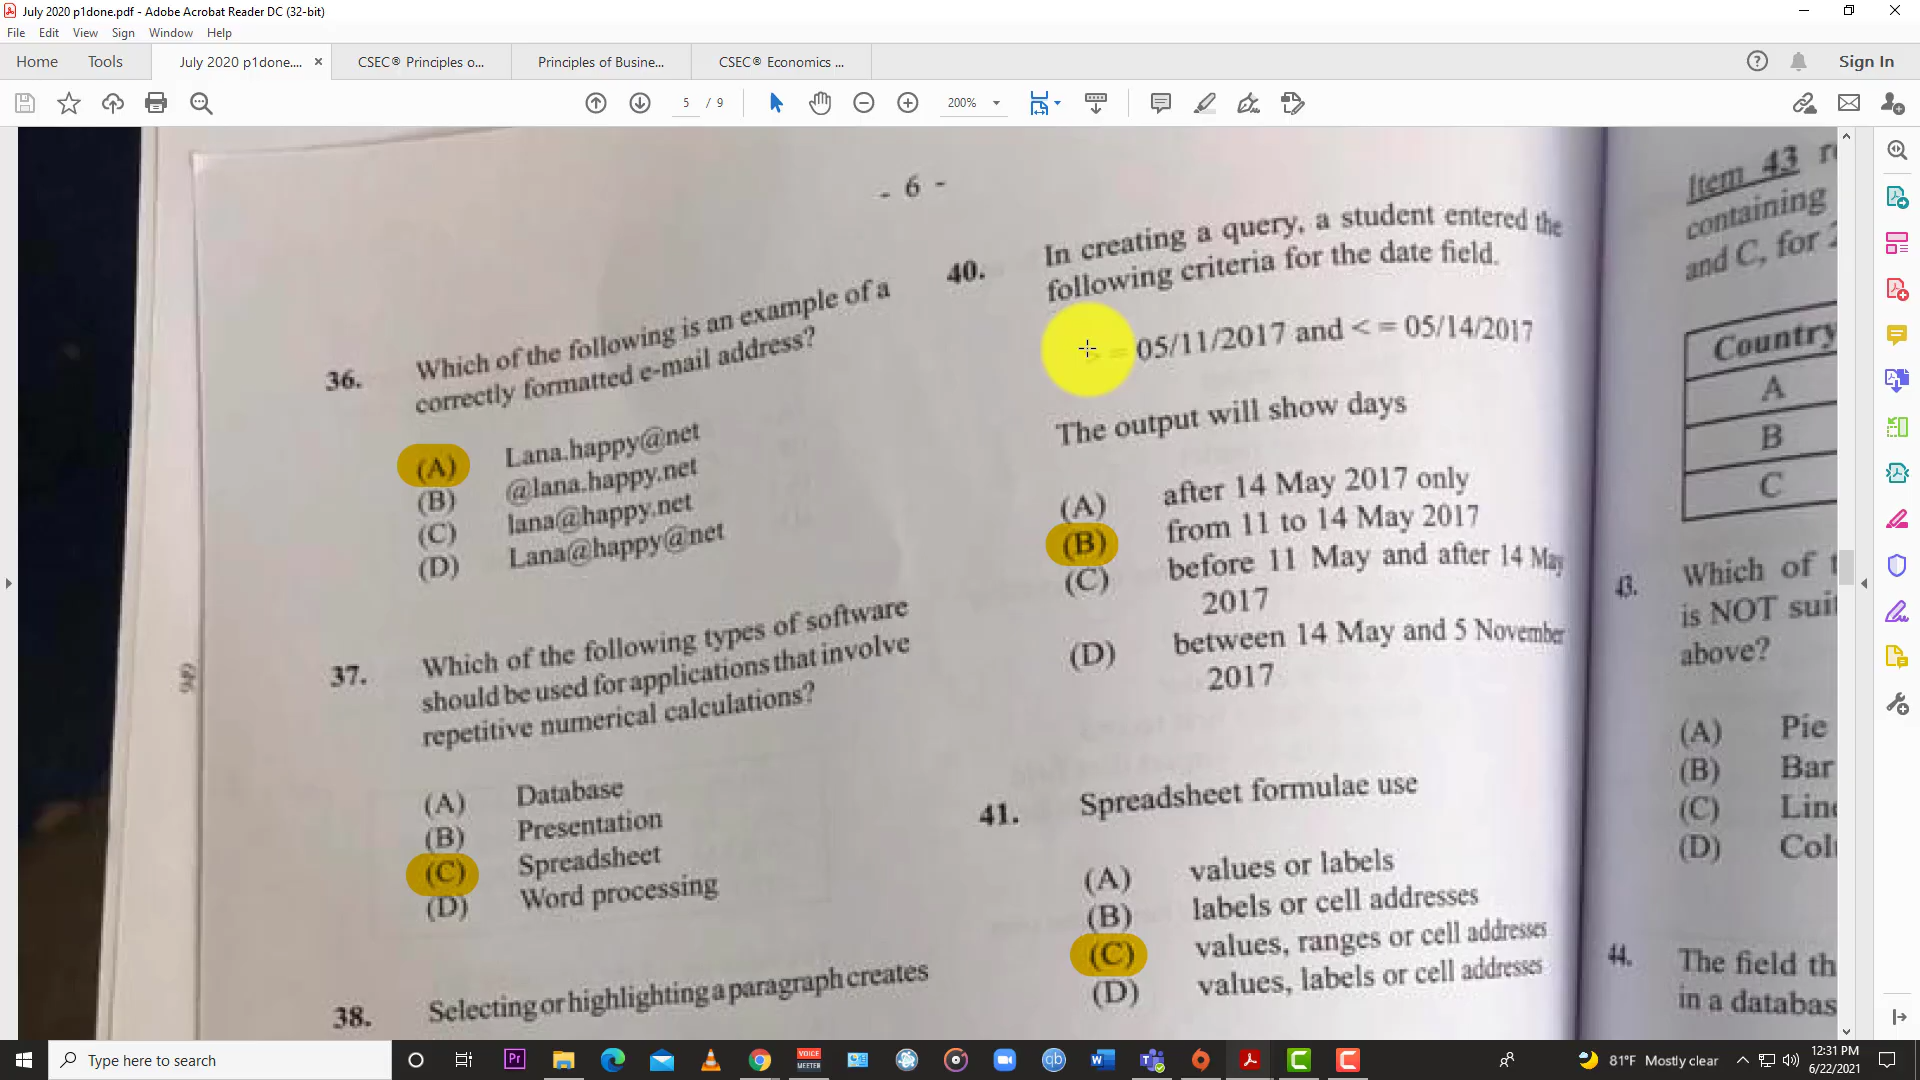 July 2020 p1done.pdf - Adobe Acrobat Reader DC (32-bit)
File Edit View Sign Window Help
Home Tools July 2020 p1done.... × CSEC® Principles o... Principles of Busine... CSEC® Economics ... Sign In
5 / 9 200%
- 6 -
36. Which of the following is an example of a
correctly formatted e-mail address?
(A) Lana.happy@net
(B) @lana.happy.net
(C) lana@happy.net
(D) Lana@happy@net
37. Which of the following types of software
should be used for applications that involve
repetitive numerical calculations?
(A) Database
(B) Presentation
(C) Spreadsheet
(D) Word processing
38. Selecting or highlighting a paragraph creates
40. In creating a query, a student entered the
following criteria for the date field.
= 05/11/2017 and < = 05/14/2017
The output will show days
(A) after 14 May 2017 only
(B) from 11 to 14 May 2017
(C) before 11 May and after 14 May
2017
(D) between 14 May and 5 November
2017
41. Spreadsheet formulae use
(A) values or labels
(B) labels or cell addresses
(C) values, ranges or cell addresses
(D) values, labels or cell addresses
Item 43
containing
and C, for
Country
A
B
C
43. Which of
is NOT
above?
(A) Pie
(B) Bar
(C)
(D)
44. The field
in a
Type here to search
Pr
VOICE
MEETER
qb
81°F Mostly clear
12:31 PM
6/22/2021